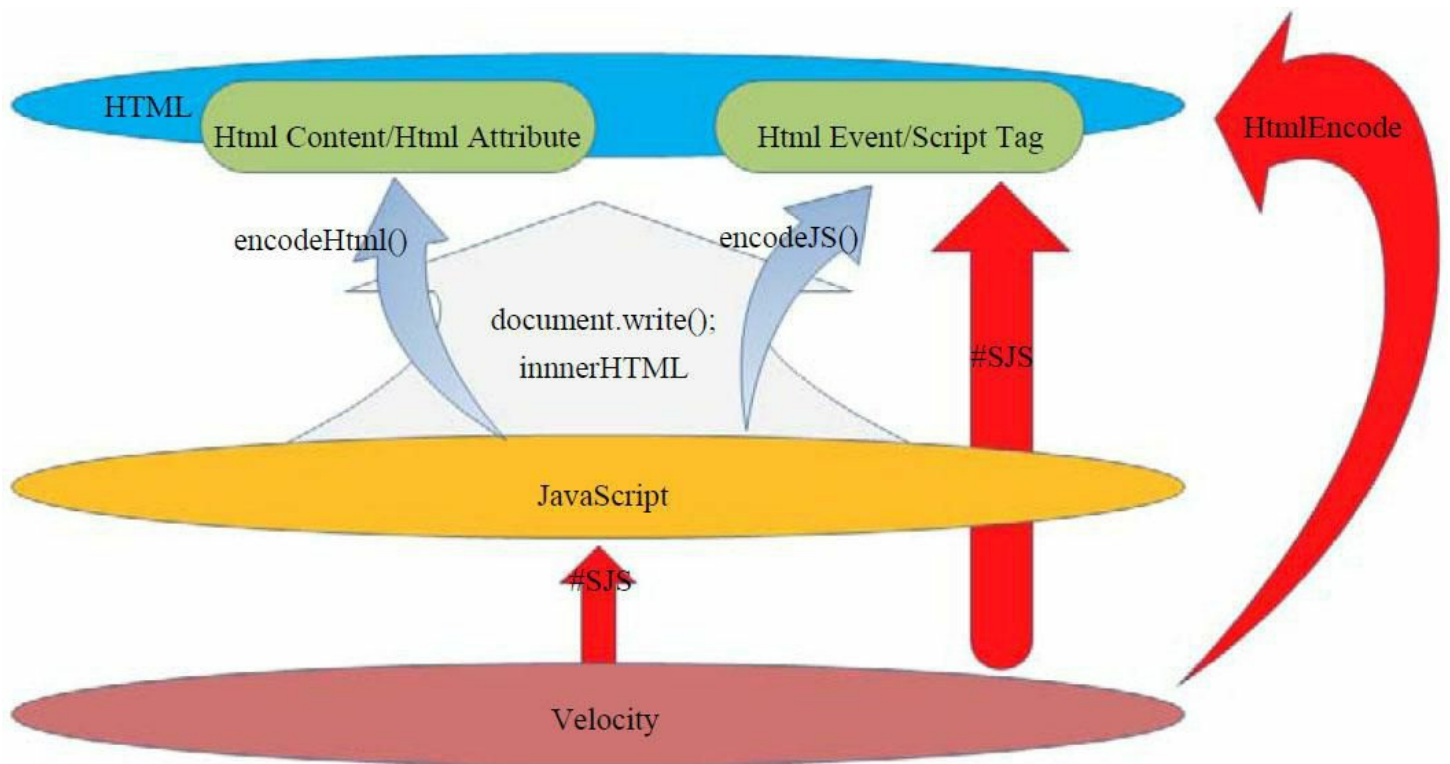 HTML
Html Content/Html Attribute
Html Event/Script Tag
HtmlEncode
encodeHtml()
encodeJS()
document.write();
innnerHTML
#SJS
JavaScript
#SJS
Velocity